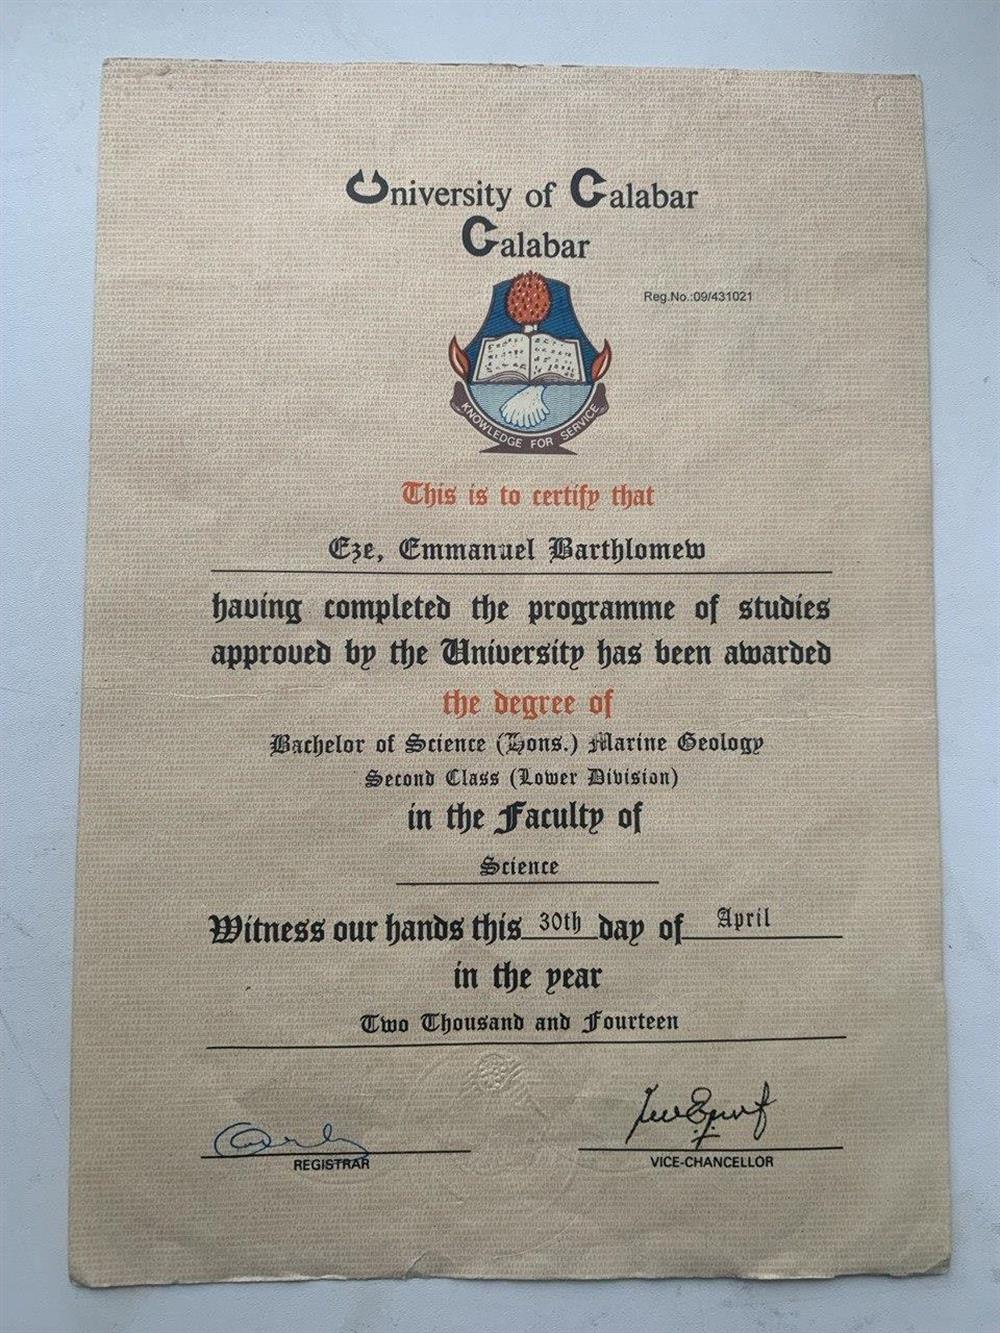 University of Calabar
Calabar
Reg.No.:09/431021
KNOWLEDGE FOR SERVICE
This is to certify that
Eze, Emmanuel Barthlomew
having completed the programme of studies
approved by the University has been awarded
the degree of
Bachelor of Science (Hons.) Marine Geology
Second Class (Lower Division)
in the Faculty of
Science
Witness our hands this 30th day of April
in the year
Two Thousand and Fourteen
REGISTRAR
VICE-CHANCELLOR